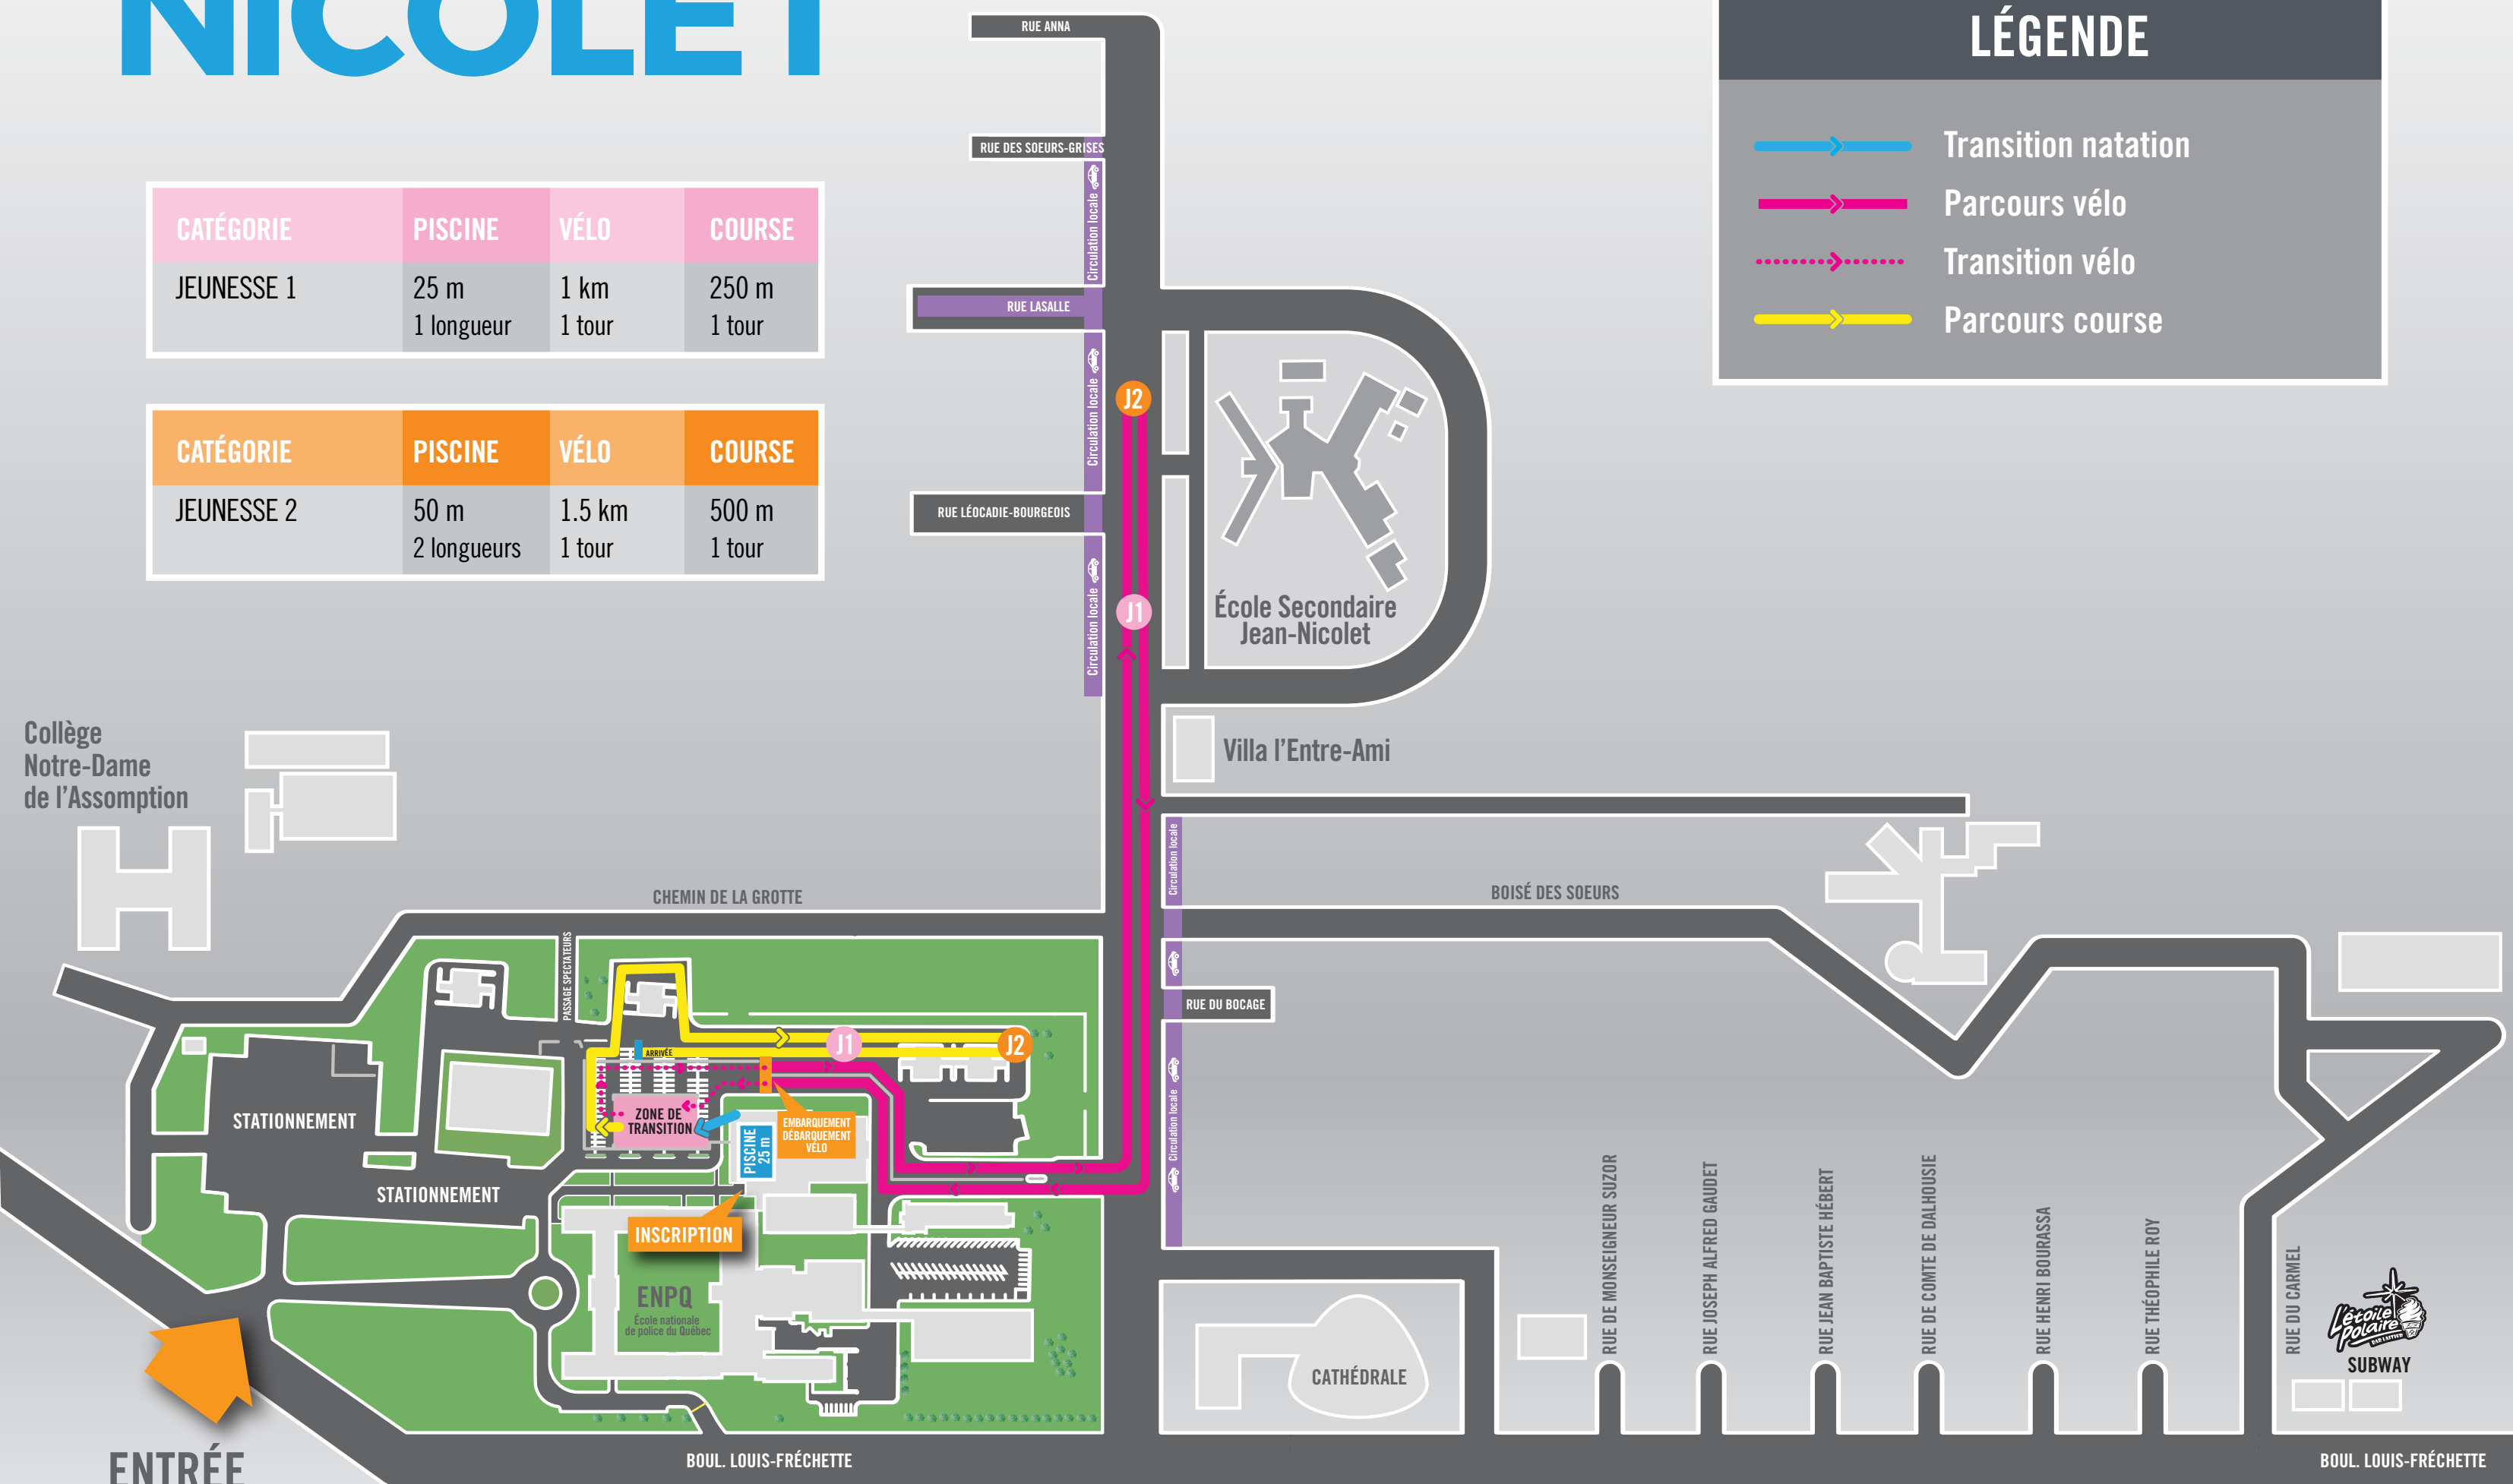 NICOLET
LÉGENDE
Transition natation
Parcours vélo
Transition vélo
Parcours course
CATÉGORIE PISCINE VÉLO COURSE
JEUNESSE 1 25 m 1 km 250 m
1 longueur 1 tour 1 tour
CATÉGORIE PISCINE VÉLO COURSE
JEUNESSE 2 50 m 1.5 km 500 m
2 longueurs 1 tour 1 tour
RUE ANNA
RUE DES SOEURS-GRISES
Circulation locale
RUE LASALLE
Circulation locale
J2
RUE LÉOCADIE-BOURGEOIS
Circulation locale
J1
École Secondaire
Jean-Nicolet
Villa l'Entre-Ami
Collège
Notre-Dame
de l'Assomption
CHEMIN DE LA GROTTE
BOISÉ DES SOEURS
Circulation locale
RUE DU BOCAGE
Circulation locale
PASSAGE SPECTATEURS
ARRIVÉE
J1
J2
ZONE DE
TRANSITION
PISCINE
25 m
EMBARQUEMENT
DÉBARQUEMENT
VÉLO
STATIONNEMENT
STATIONNEMENT
INSCRIPTION
ENPQ
École nationale
de police du Québec
CATHÉDRALE
RUE DE MONSEIGNEUR SUZOR
RUE JOSEPH ALFRED GAUDET
RUE JEAN BAPTISTE HÉBERT
RUE DE COMTE DE DALHOUSIE
RUE HENRI BOURASSA
RUE THÉOPHILE ROY
RUE DU CARMEL
L'étoile
Polaire
BAR LAITIER
SUBWAY
ENTRÉE
BOUL. LOUIS-FRÉCHETTE
BOUL. LOUIS-FRÉCHETTE